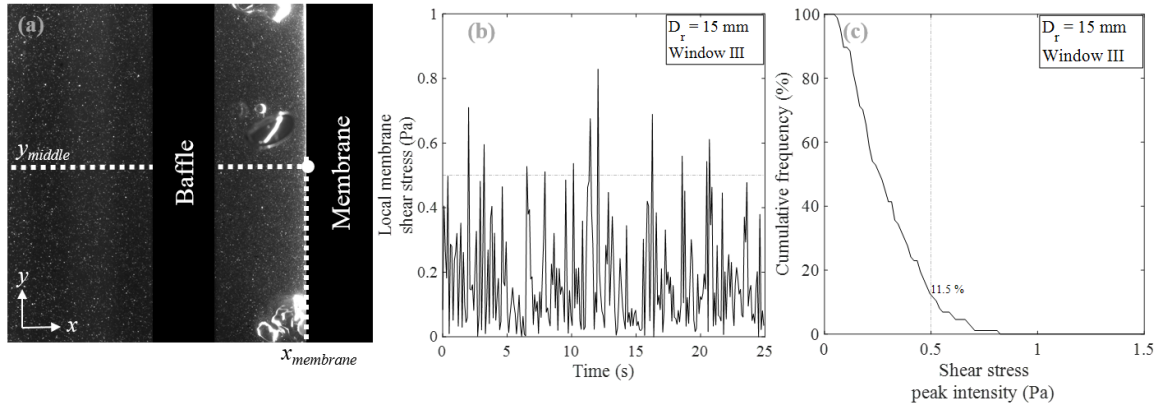 (a)
y_middle
Baffle
Membrane
y
x
x_membrane
(b)
D_r = 15 mm
Window III
Local membrane
shear stress (Pa)
1
0.8
0.6
0.4
0.2
0
0 5 10 15 20 25
Time (s)
(c)
D_r = 15 mm
Window III
Cumulative frequency (%)
100
80
60
40
20
0
11.5 %
0 0.5 1 1.5
Shear stress
peak intensity (Pa)